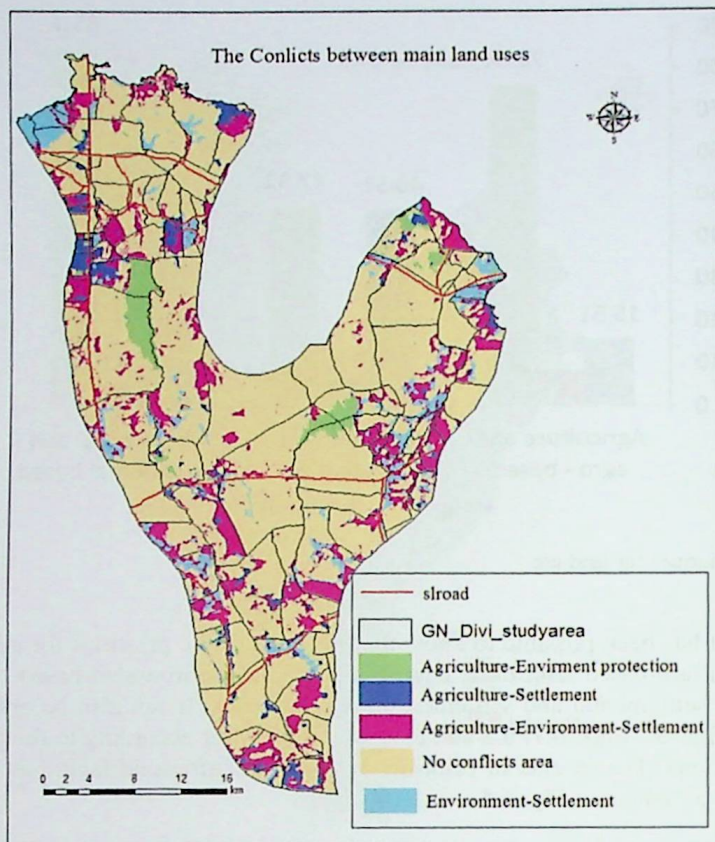 The Conlicts between main land uses
N
W E
S
slroad
GN_Divi_studyarea
Agriculture-Envirment protection
Agriculture-Settlement
Agriculture-Environment-Settlement
No conflicts area
Environment-Settlement
0 2 4 8 12 16
km